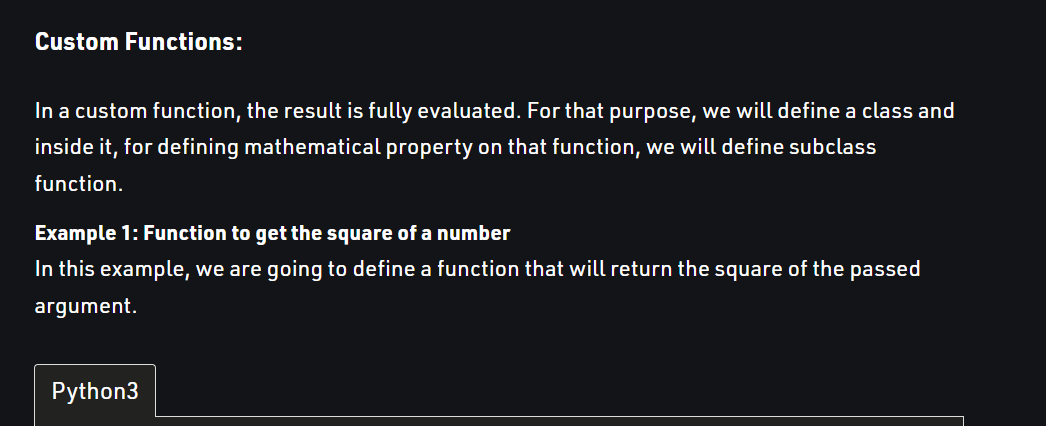 Custom Functions:
In a custom function, the result is fully evaluated. For that purpose, we will define a class and
inside it, for defining mathematical property on that function, we will define subclass
function.
Example 1: Function to get the square of a number
In this example, we are going to define a function that will return the square of the passed
argument.
Python3